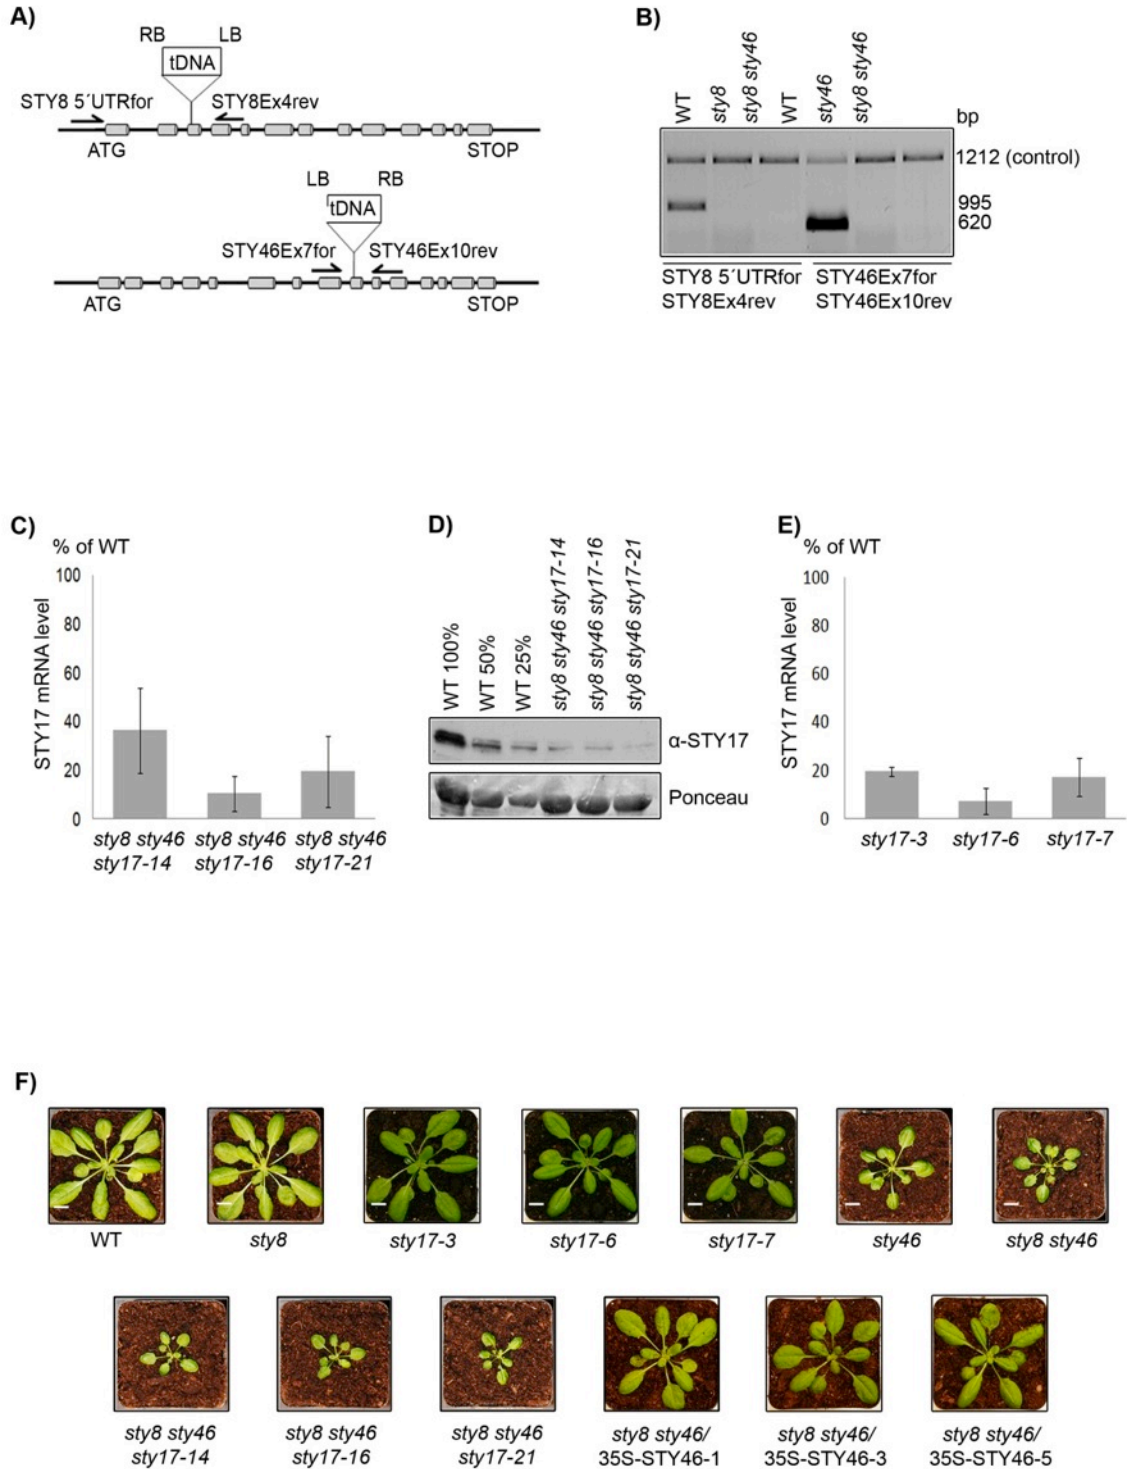 A)
RB LB
tDNA
STY8 5´UTRfor STY8Ex4rev
ATG STOP
LB RB
tDNA
STY46Ex7for STY46Ex10rev
ATG STOP
B)
WT
sty8
sty8 sty46
WT
sty46
sty8 sty46
bp
1212 (control)
995
620
STY8 5´UTRfor
STY8Ex4rev
STY46Ex7for
STY46Ex10rev
C)
% of WT
STY17 mRNA level
100
80
60
40
20
0
sty8 sty46
sty17-14
sty8 sty46
sty17-16
sty8 sty46
sty17-21
D)
WT 100%
WT 50%
WT 25%
sty8 sty46 sty17-14
sty8 sty46 sty17-16
sty8 sty46 sty17-21
α-STY17
Ponceau
E)
% of WT
STY17 mRNA level
100
80
60
40
20
0
sty17-3
sty17-6
sty17-7
F)
WT
sty8
sty17-3
sty17-6
sty17-7
sty46
sty8 sty46
sty8 sty46
sty17-14
sty8 sty46
sty17-16
sty8 sty46
sty17-21
sty8 sty46/
35S-STY46-1
sty8 sty46/
35S-STY46-3
sty8 sty46/
35S-STY46-5